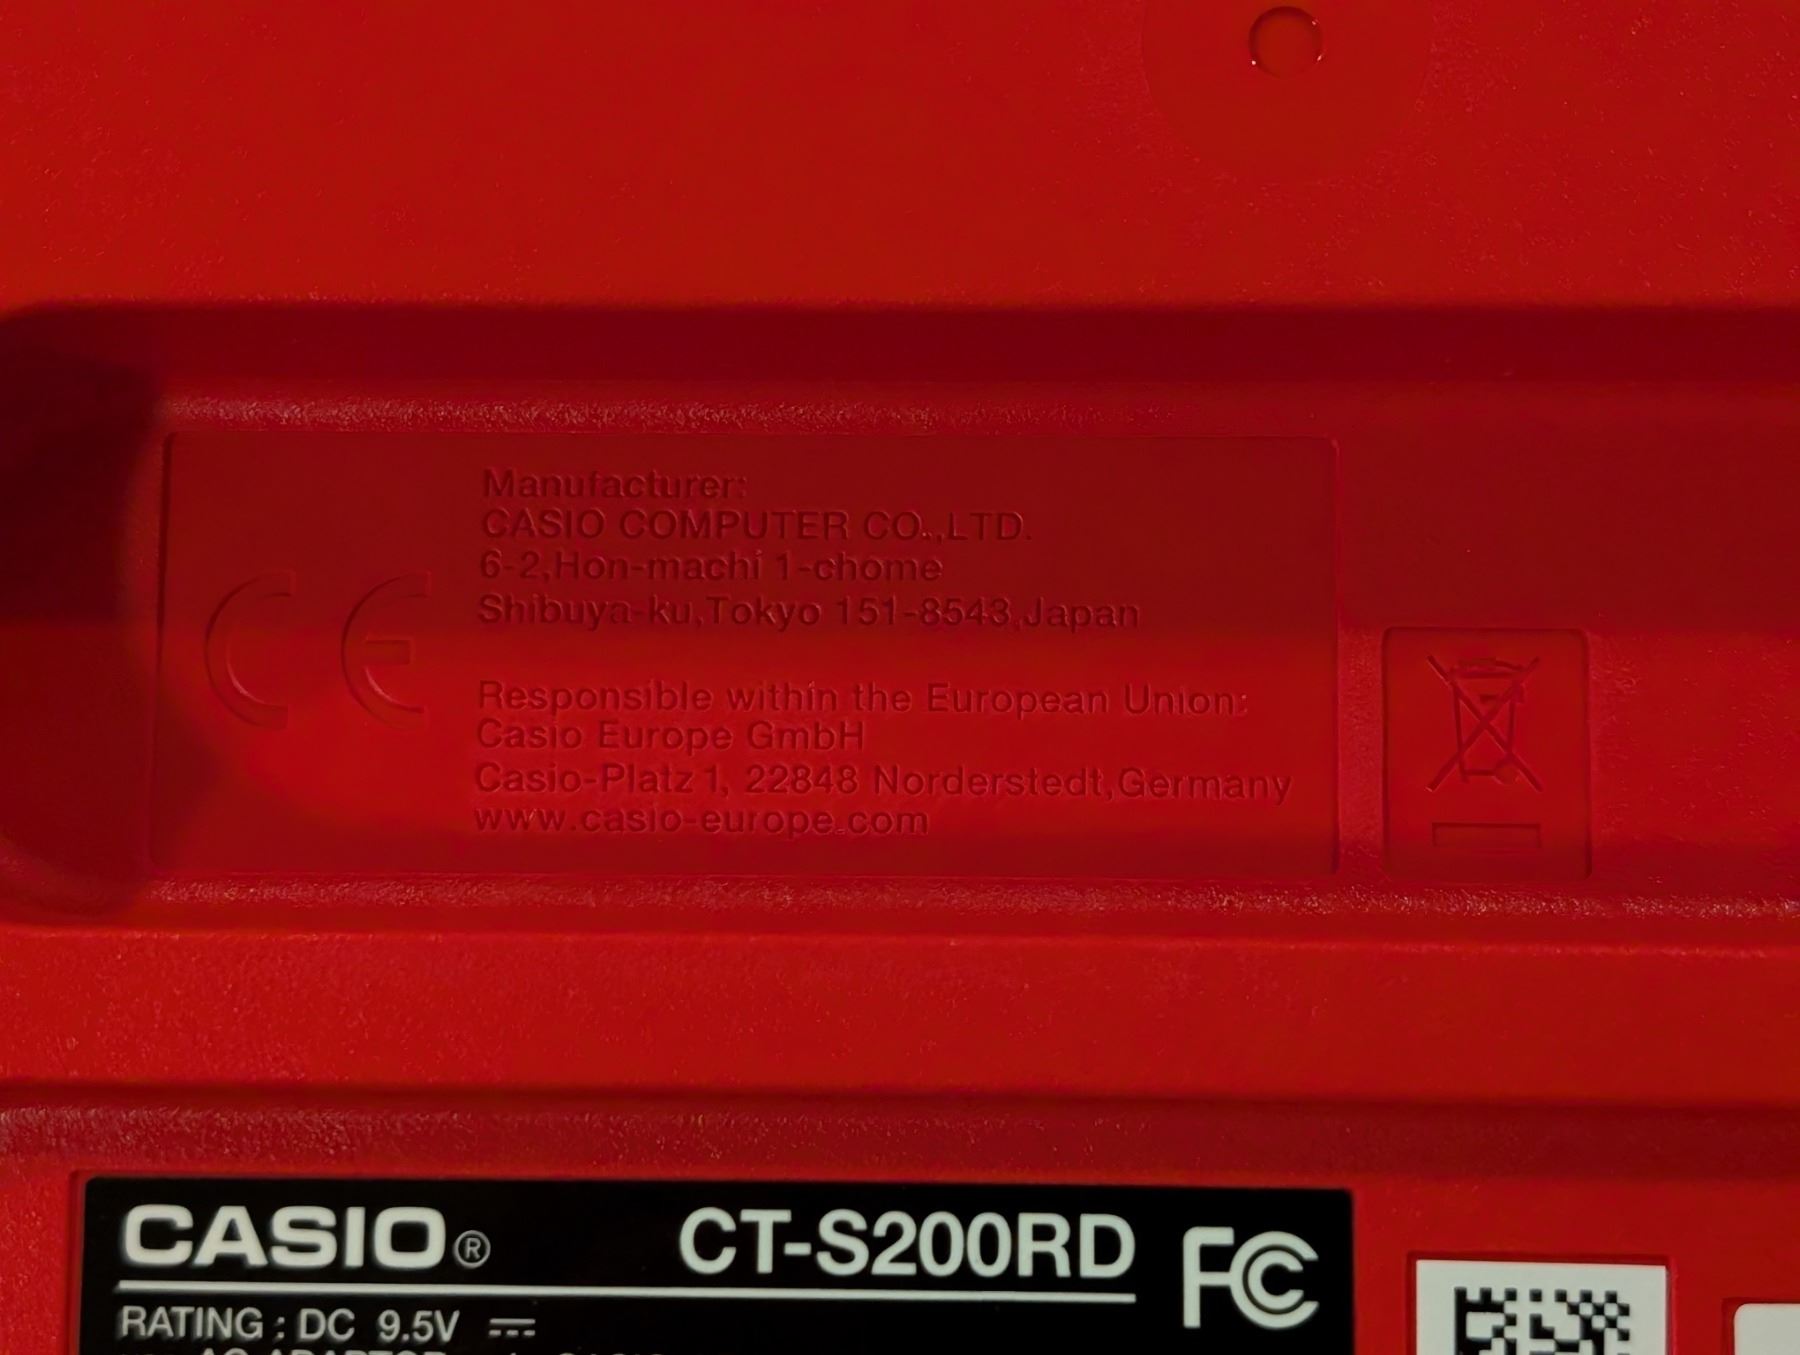 Manufacturer:
CASIO COMPUTER CO.,LTD.
6-2,Hon-machi 1-chome
Shibuya-ku,Tokyo 151-8543,Japan
CE
Responsible within the European Union:
Casio Europe GmbH
Casio-Platz 1, 22848 Norderstedt,Germany
www.casio-europe.com
CASIO® CT-S200RD FC
RATING : DC 9.5V ⎓